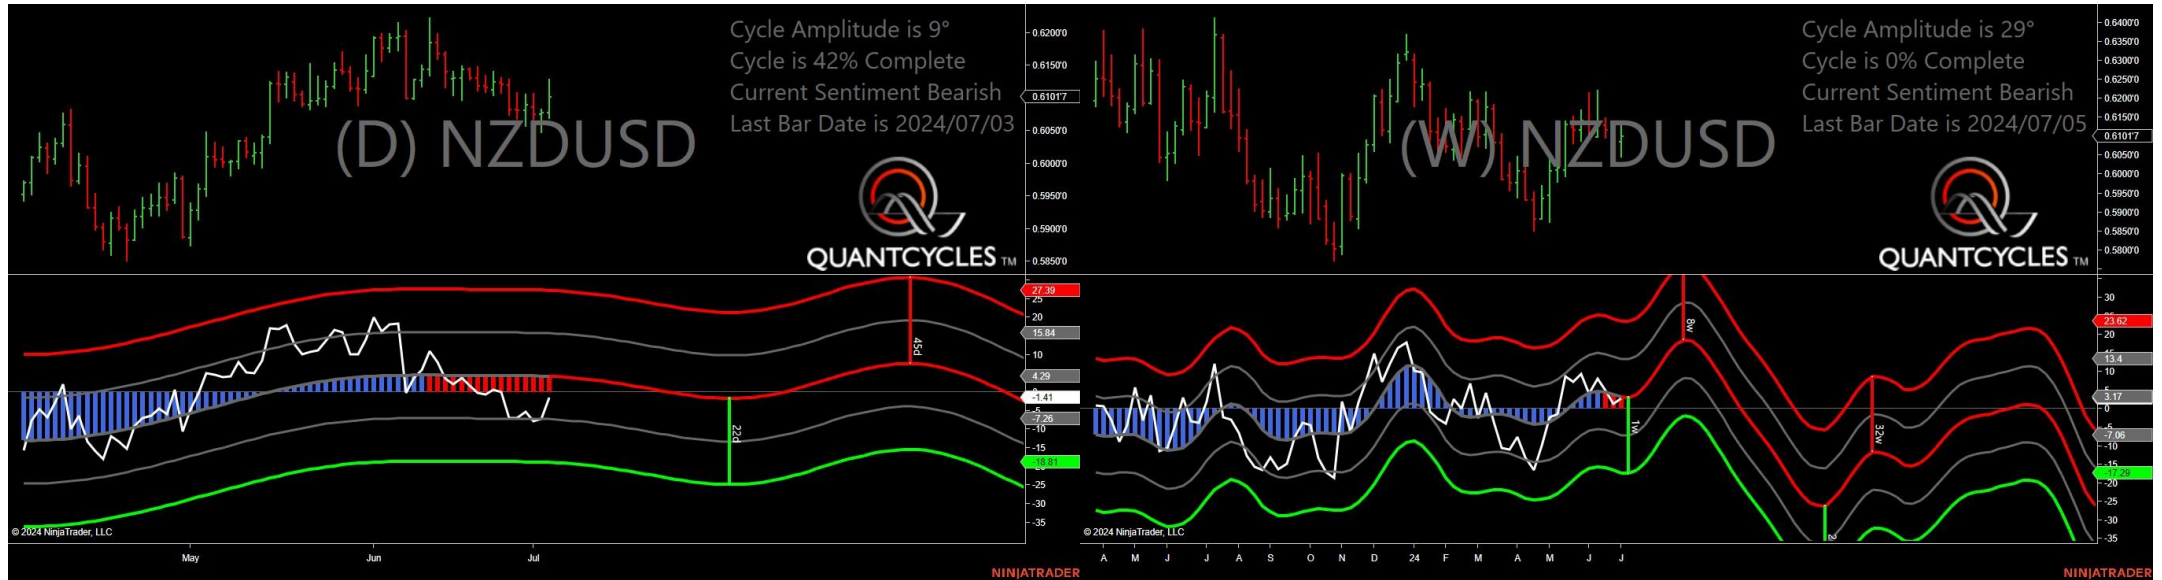 Cycle Amplitude is 9°
Cycle is 42% Complete
Current Sentiment Bearish
Last Bar Date is 2024/07/03
(D) NZDUSD
QUANTCYCLES TM
0.6200'0
0.6150'0
0.6101'7
0.6050'0
0.6000'0
0.5950'0
0.5900'0
0.5850'0
27.39
25
20
15.84
10
4.29
-1.41
-5
-7.26
-10
-15
-18.81
-25
-30
-35
45d
22d
© 2024 NinjaTrader, LLC
May
Jun
Jul
NINJATRADER
Cycle Amplitude is 29°
Cycle is 0% Complete
Current Sentiment Bearish
Last Bar Date is 2024/07/05
(W) NZDUSD
QUANTCYCLES TM
0.6400'0
0.6350'0
0.6300'0
0.6250'0
0.6200'0
0.6150'0
0.6101'7
0.6050'0
0.6000'0
0.5950'0
0.5900'0
0.5850'0
0.5800'0
30
23.62
20
13.4
10
5
3.17
0
-5
-7.06
-10
-15
-17.29
-20
-25
-30
-35
8w
1w
32w
© 2024 NinjaTrader, LLC
A M J J A S O N D 24 F M A M J J
NINJATRADER